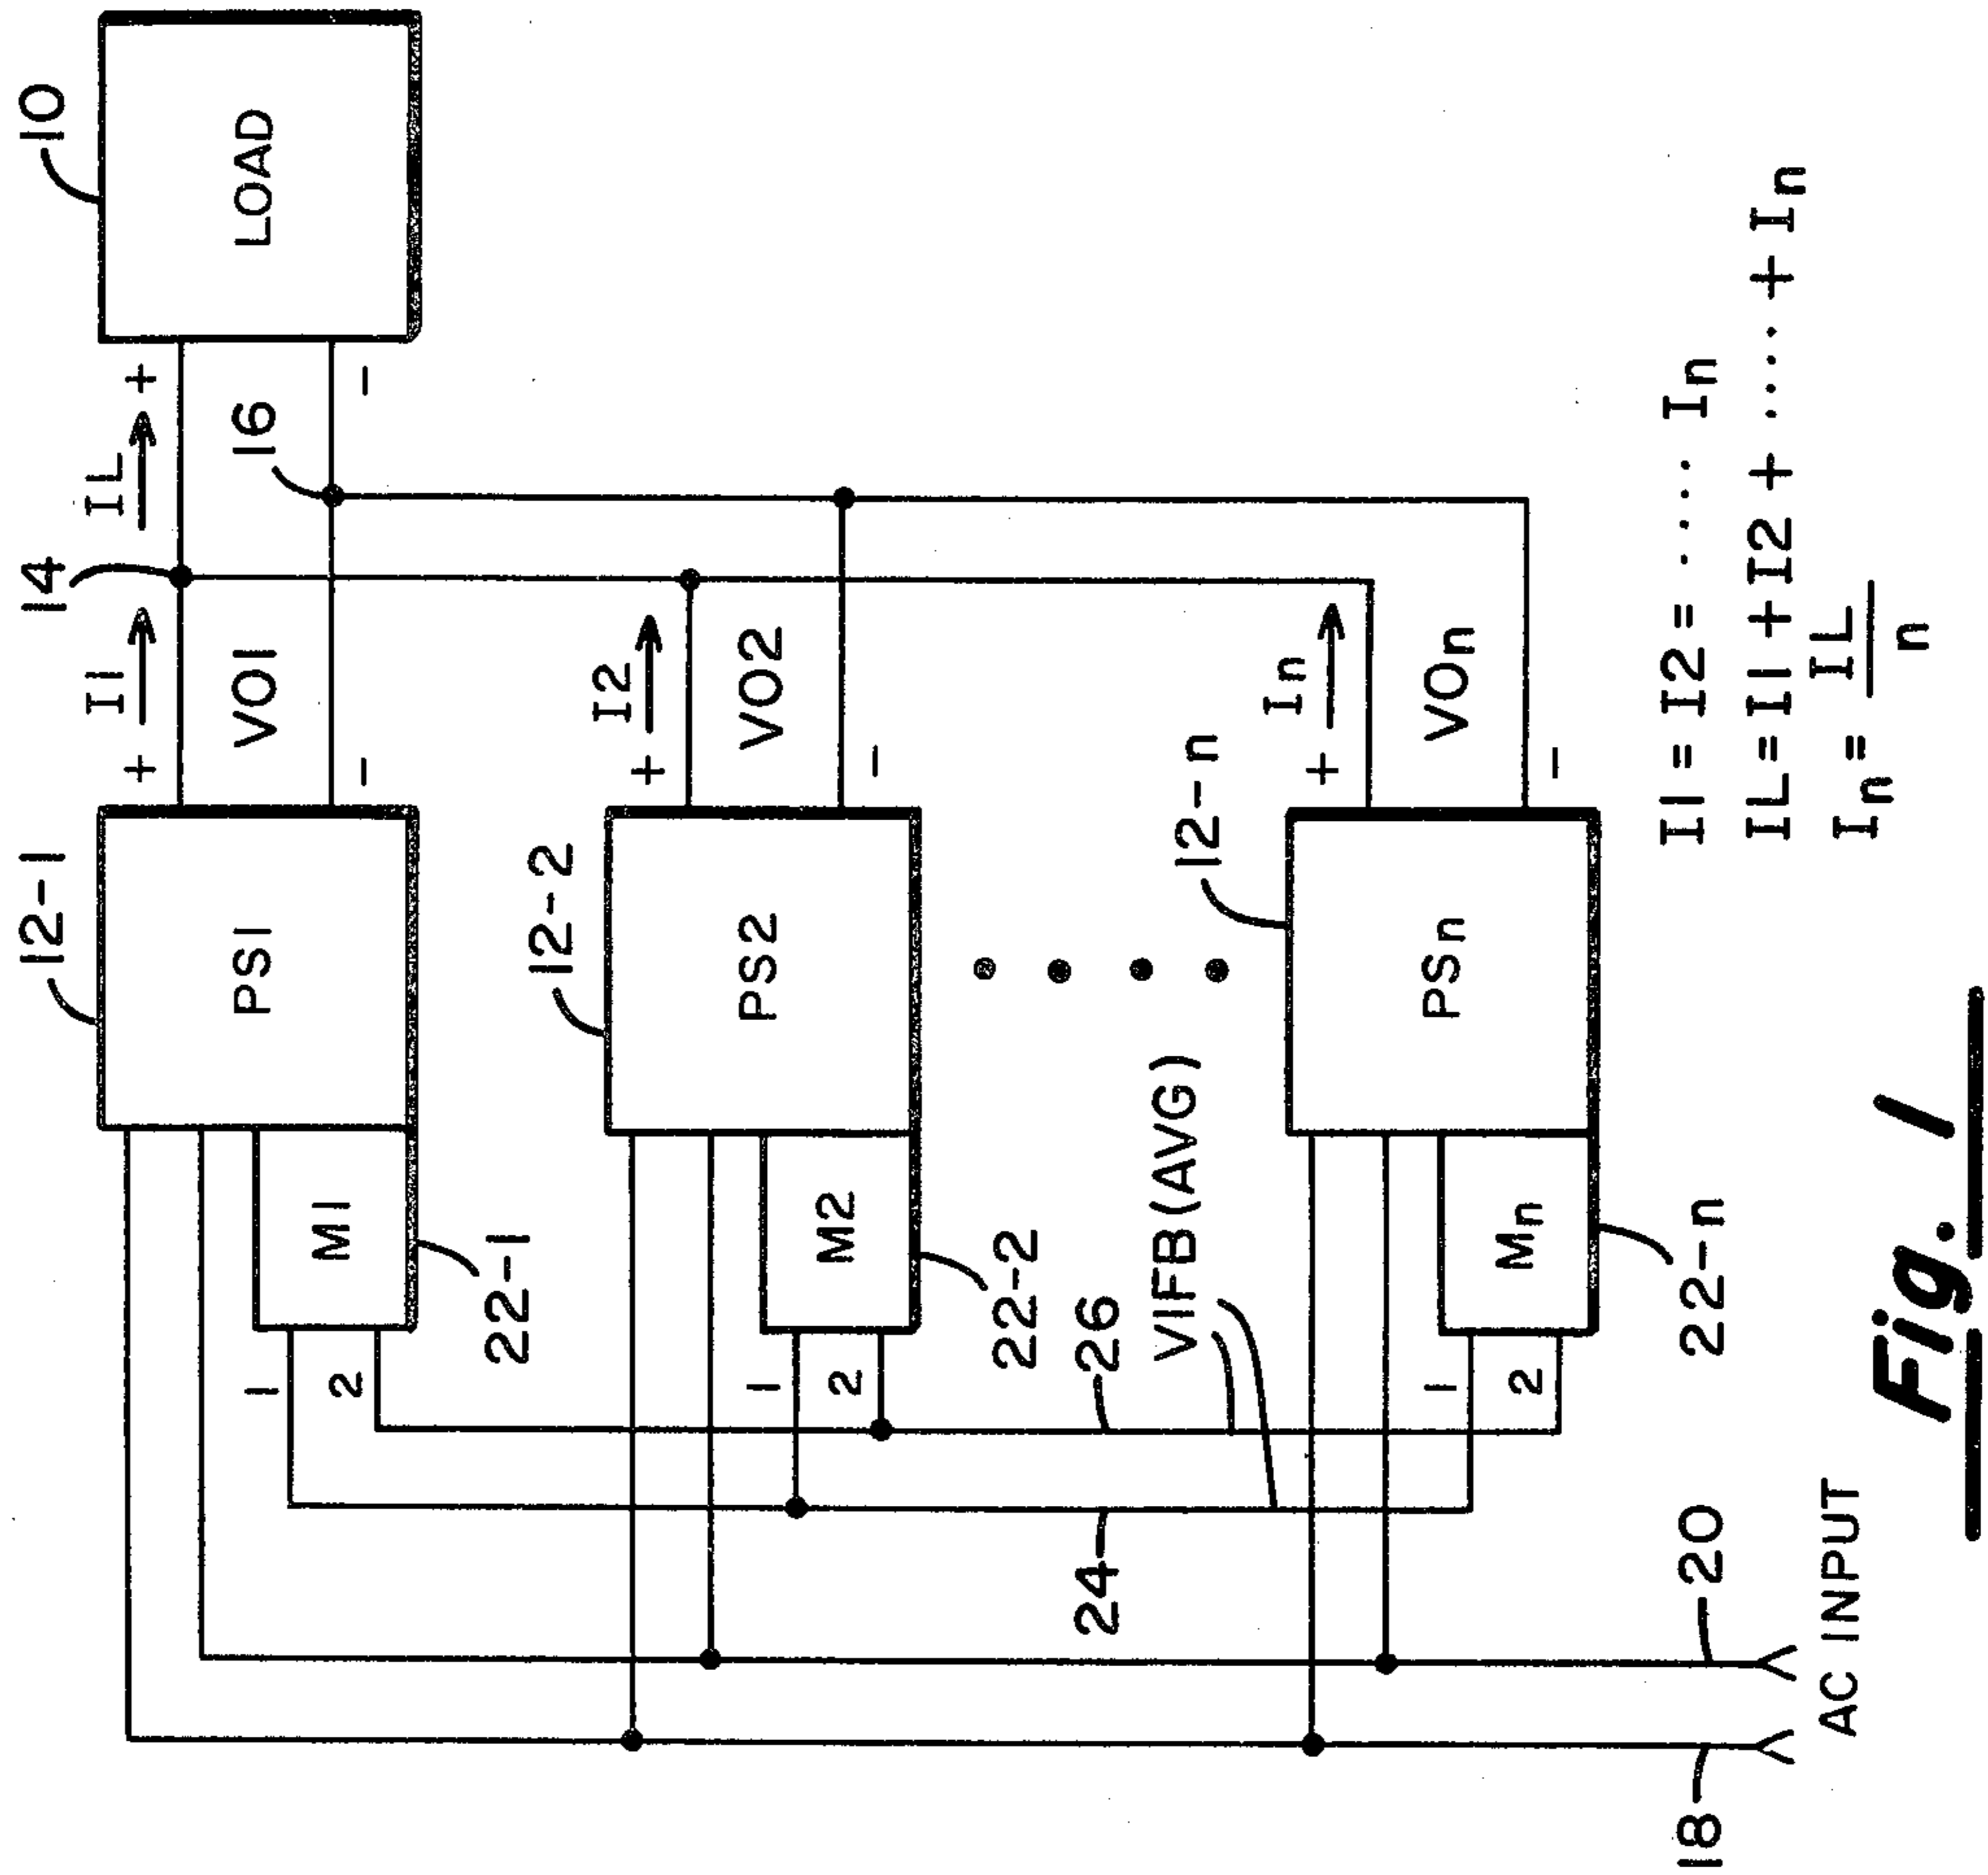 12-1
PS1
M1
22-1
1
2
+
I1
14
IL
+
10
LOAD
VO1
16
-
-
12-2
PS2
M2
22-2
1
2
+
I2
VO2
-
26
24
VIFB (AVG)
12-n
PSn
Mn
22-n
1
2
+
In
VOn
-
18
20
AC INPUT
I1 = I2 = .... In
IL = I1 + I2 + .... + In
In = IL
n
Fig. 1